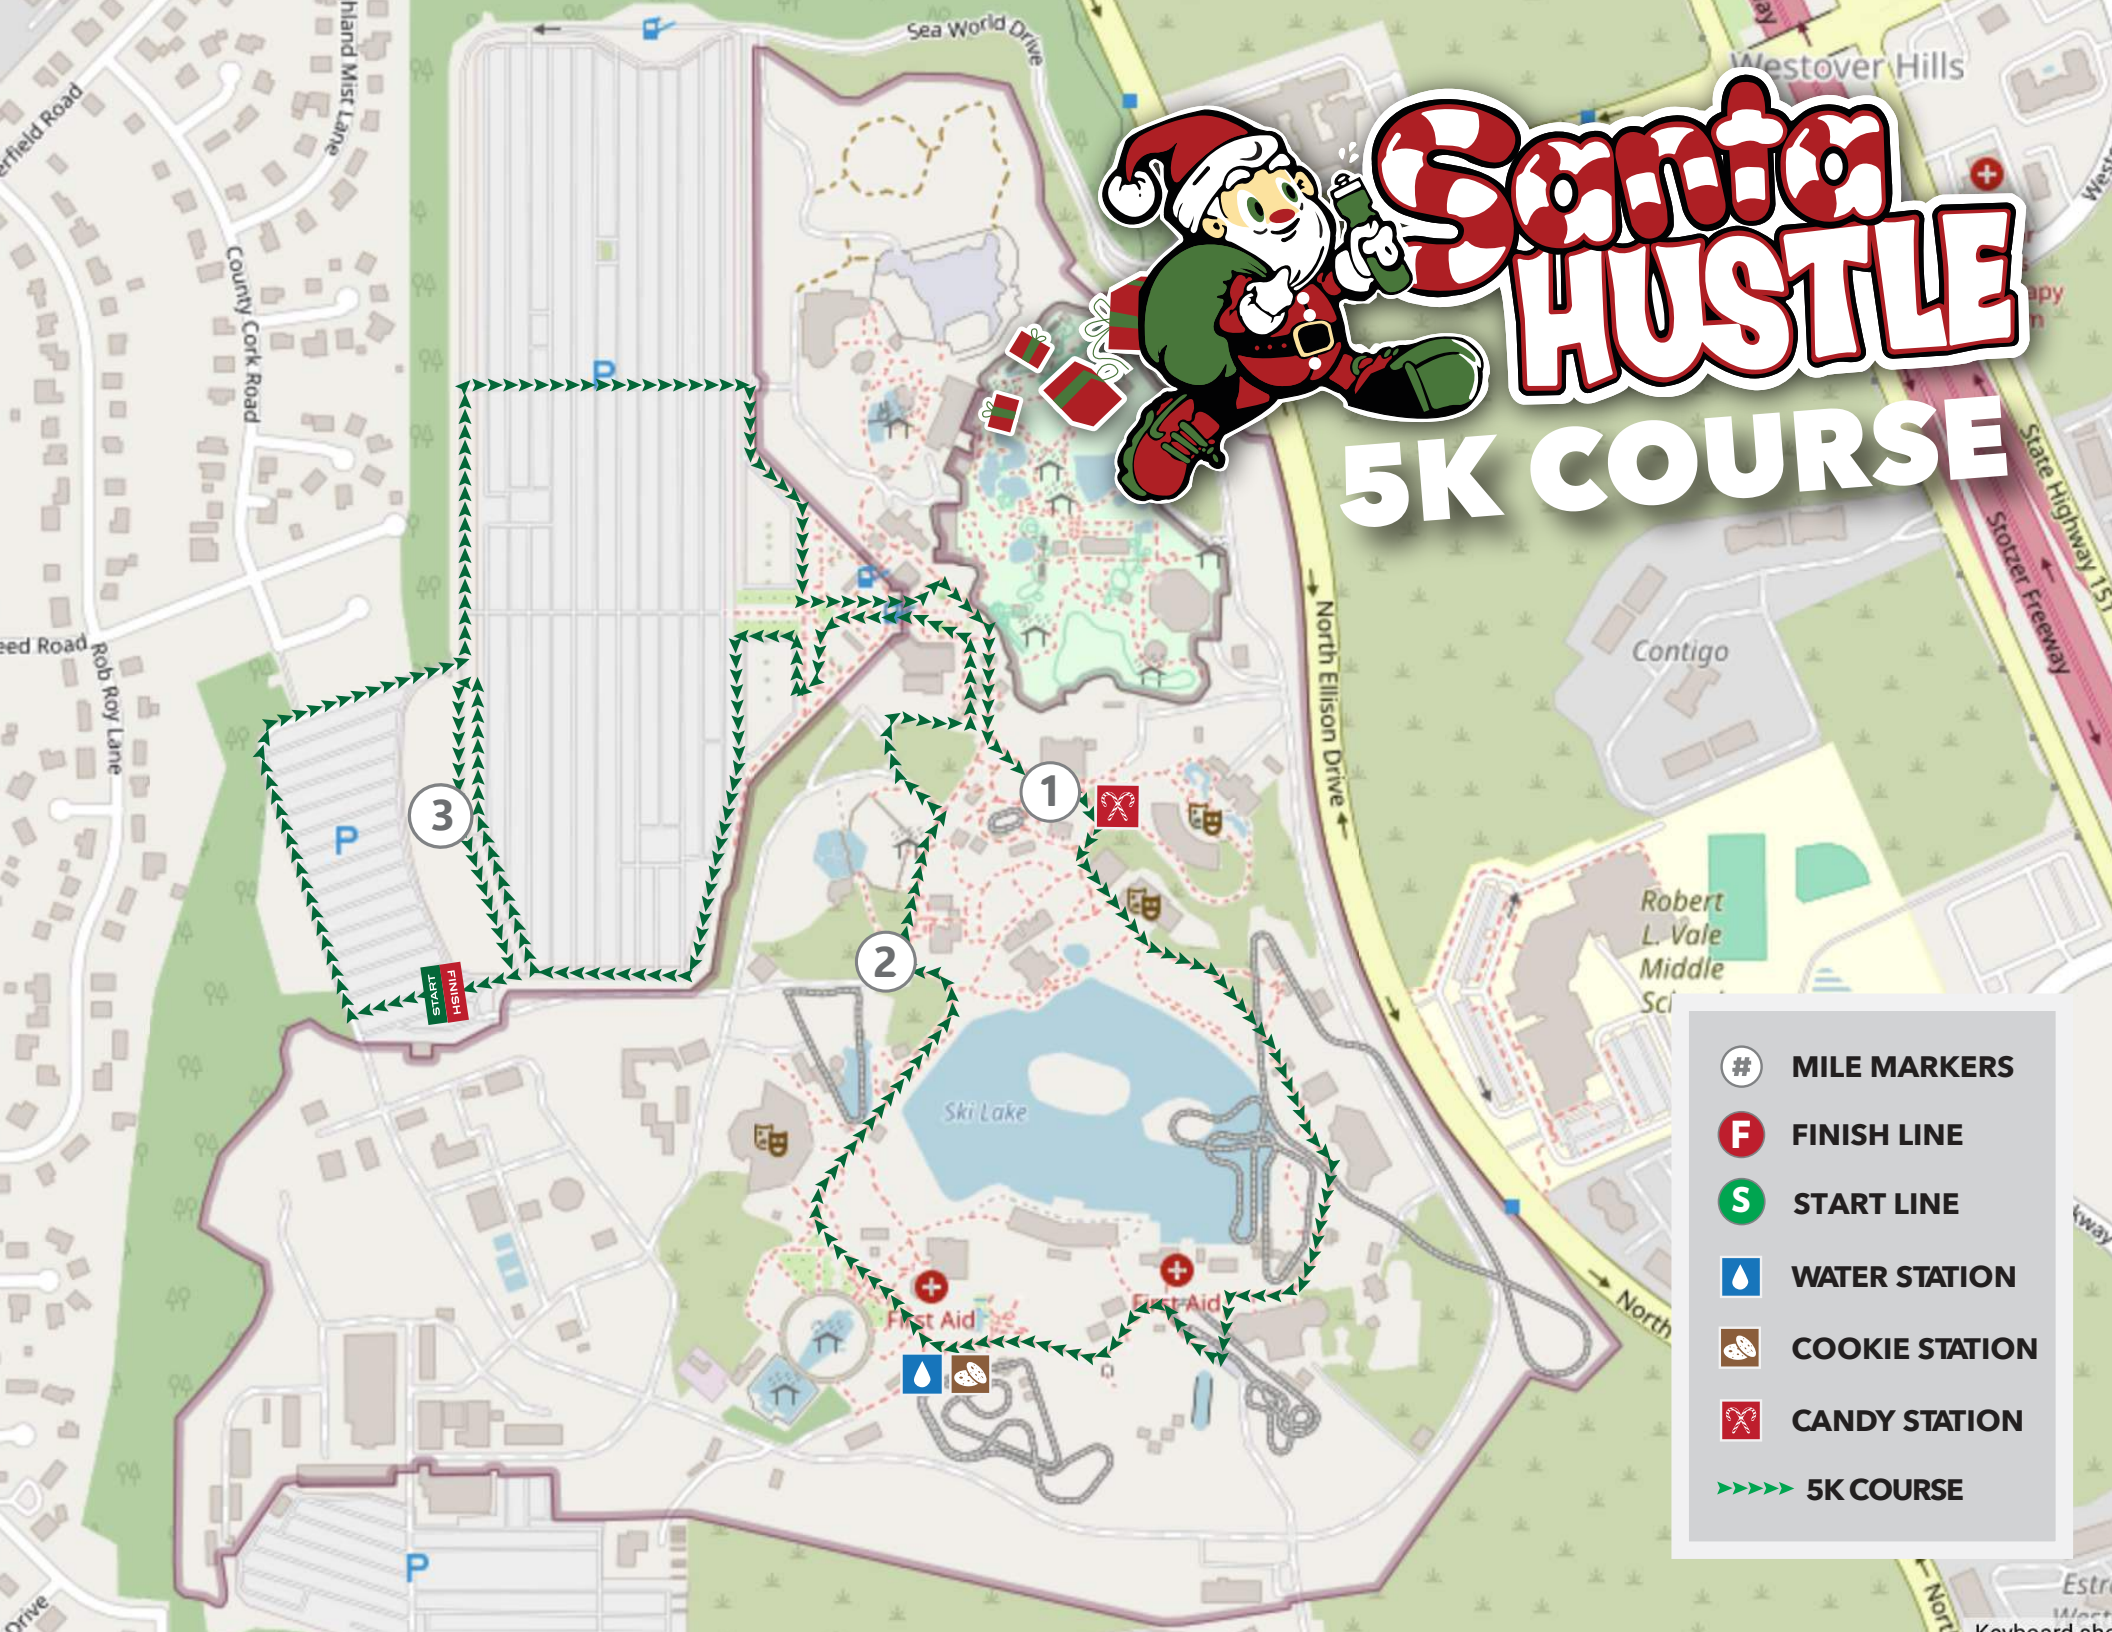 Sea World Drive
Westover Hills
Santa
HUSTLE
5K COURSE
County Cork Road
Rob Roy Lane
North Ellison Drive
State Highway 151
Stotzer Freeway
Contigo
P
P
P
1
2
3
START
FINISH
Robert
L. Vale
Middle
Ski Lake
First Aid
First Aid
North
#
MILE MARKERS
F
FINISH LINE
S
START LINE
WATER STATION
COOKIE STATION
CANDY STATION
5K COURSE
Drive